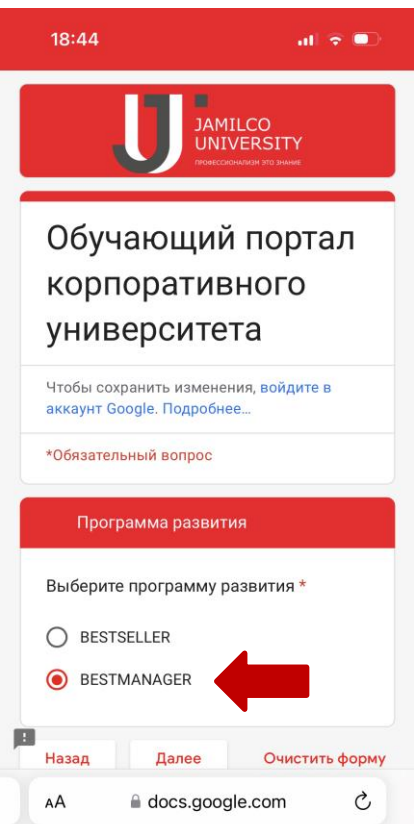 18:44
JAMILCO
UNIVERSITY
ПРОФЕССИОНАЛИЗМ ЭТО ЗНАНИЕ
Обучающий портал
корпоративного
университета
Чтобы сохранить изменения, войдите в
аккаунт Google. Подробнее...
*Обязательный вопрос
Программа развития
Выберите программу развития *
BESTSELLER
BESTMANAGER
Назад Далее Очистить форму
AA docs.google.com